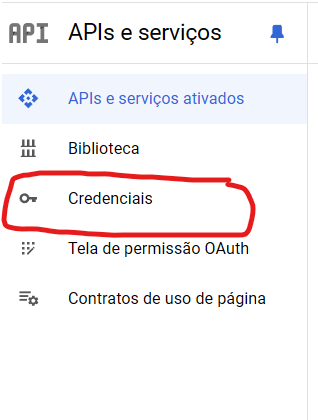 API APIs e serviços
APIs e serviços ativados
Biblioteca
Credenciais
Tela de permissão OAuth
Contratos de uso de página